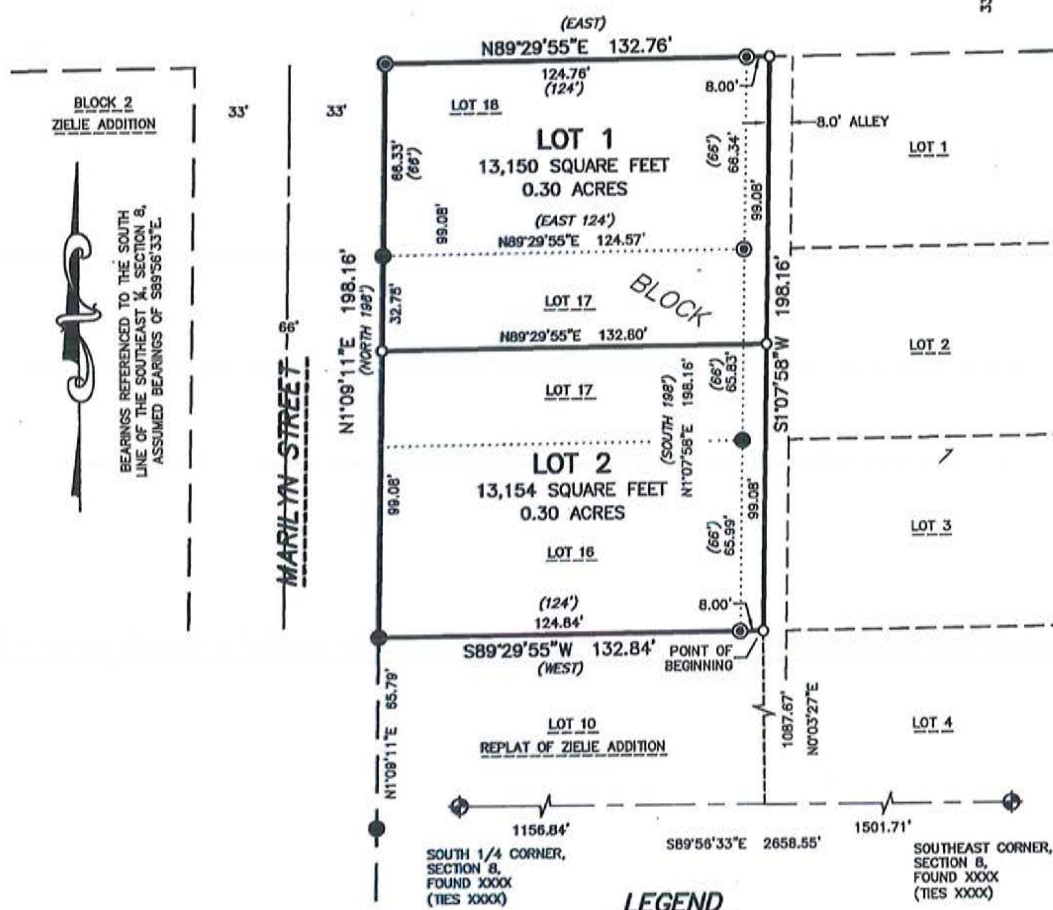 (EAST)
N89°29'55"E 132.76'
124.76'
(124')
8.00'
BLOCK 2
ZIELIE ADDITION
33'
33'
LOT 18
LOT 1
13,150 SQUARE FEET
0.30 ACRES
66.33'
(66')
(66')
66.34'
8.0' ALLEY
LOT 1
99.08'
99.08'
(EAST 124')
N89°29'55"E 124.57'
BEARINGS REFERENCED TO THE SOUTH
LINE OF THE SOUTHEAST ¼, SECTION 8,
ASSUMED BEARINGS OF S89°56'33"E.
N1°09'11"E 198.16'
(NORTH 198')
32.75'
LOT 17
BLOCK
S1°07'58"W 198.16'
66'
MARILYN STREET
N89°29'55"E 132.80'
LOT 2
(66')
65.83'
LOT 17
(SOUTH 198')
N1°07'58"E 198.16'
1
LOT 2
13,154 SQUARE FEET
0.30 ACRES
99.08'
99.08'
LOT 3
LOT 16
(66')
65.99'
(124')
124.84'
8.00'
S89°29'55"W 132.84'
(WEST)
POINT OF
BEGINNING
N1°09'11"E 65.79'
LOT 10
REPLAT OF ZIELIE ADDITION
1087.67'
N0°03'27"E
LOT 4
1156.84'
S89°56'33"E 2658.55'
1501.71'
SOUTH 1/4 CORNER,
SECTION 8,
FOUND XXXX
(TIES XXXX)
SOUTHEAST CORNER,
SECTION 8,
FOUND XXXX
(TIES XXXX)
LEGEND